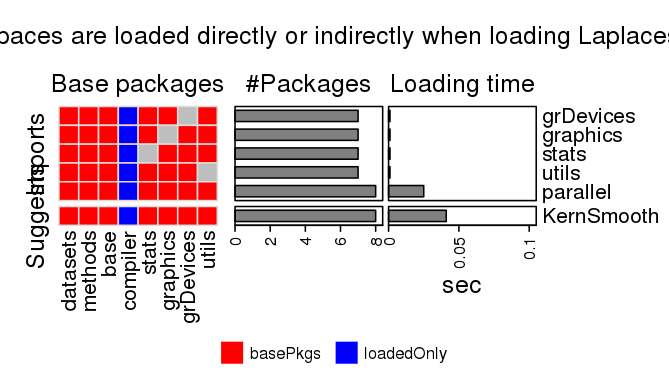 paces are loaded directly or indirectly when loading Laplaces
Base packages
#Packages
Loading time
Imports
Suggests
grDevices
graphics
stats
utils
parallel
KernSmooth
datasets
methods
base
compiler
stats
graphics
grDevices
utils
0 2 4 6 8
0 0.05 0.1
sec
basePkgs
loadedOnly